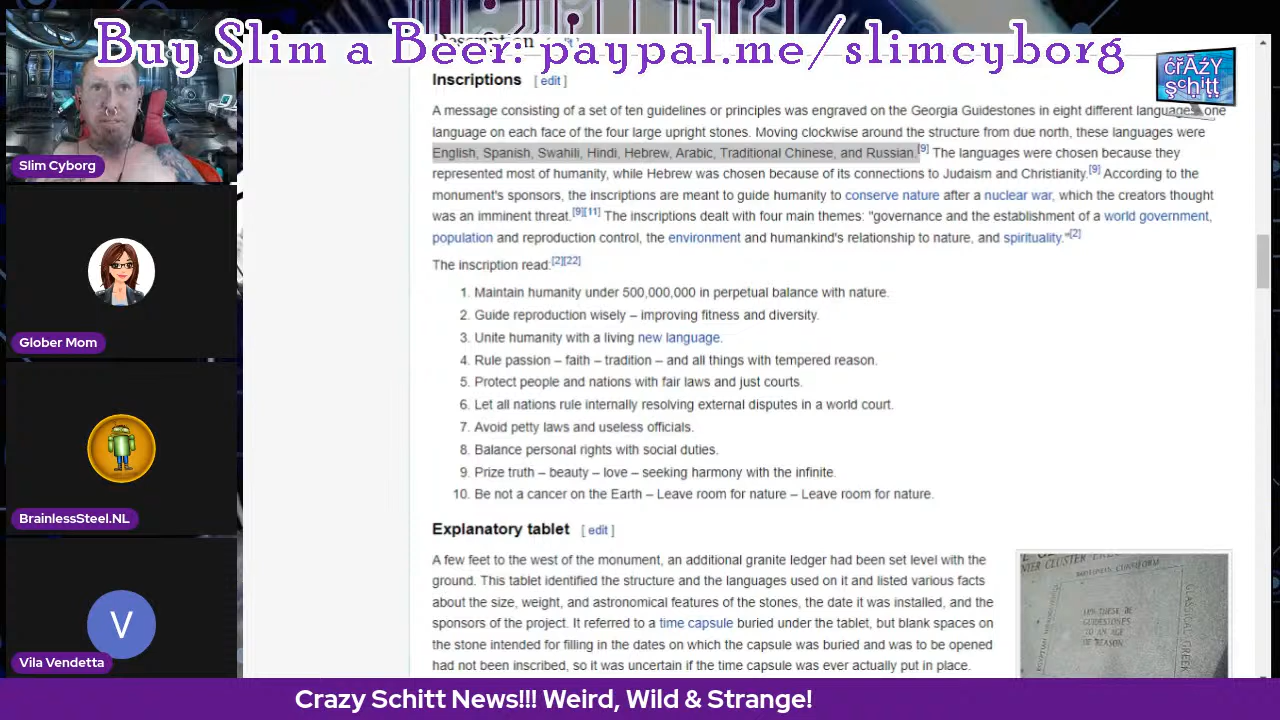 Buy Slim a Beer: paypal.me/slimcyborg
CřAžY
Şchiťť
Slim Cyborg
Glober Mom
BrainlessSteel.NL
V
Vila Vendetta
Description
Inscriptions [ edit ]
A message consisting of a set of ten guidelines or principles was engraved on the Georgia Guidestones in eight different languages, one
language on each face of the four large upright stones. Moving clockwise around the structure from due north, these languages were
English, Spanish, Swahili, Hindi, Hebrew, Arabic, Traditional Chinese, and Russian.[9] The languages were chosen because they
represented most of humanity, while Hebrew was chosen because of its connections to Judaism and Christianity.[9] According to the
monument's sponsors, the inscriptions are meant to guide humanity to conserve nature after a nuclear war, which the creators thought
was an imminent threat.[9][11] The inscriptions dealt with four main themes: "governance and the establishment of a world government,
population and reproduction control, the environment and humankind's relationship to nature, and spirituality."[2]
The inscription read:[2][22]
1. Maintain humanity under 500,000,000 in perpetual balance with nature.
2. Guide reproduction wisely – improving fitness and diversity.
3. Unite humanity with a living new language.
4. Rule passion – faith – tradition – and all things with tempered reason.
5. Protect people and nations with fair laws and just courts.
6. Let all nations rule internally resolving external disputes in a world court.
7. Avoid petty laws and useless officials.
8. Balance personal rights with social duties.
9. Prize truth – beauty – love – seeking harmony with the infinite.
10. Be not a cancer on the Earth – Leave room for nature – Leave room for nature.
Explanatory tablet [ edit ]
A few feet to the west of the monument, an additional granite ledger had been set level with the
ground. This tablet identified the structure and the languages used on it and listed various facts
about the size, weight, and astronomical features of the stones, the date it was installed, and the
sponsors of the project. It referred to a time capsule buried under the tablet, but blank spaces on
the stone intended for filling in the dates on which the capsule was buried and was to be opened
had not been inscribed, so it was uncertain if the time capsule was ever actually put in place.
BABYLONIAN CUNEIFORM
LET THESE BE
GUIDESTONES
TO AN AGE
OF REASON
CLASSICAL GREEK
Crazy Schitt News!!! Weird, Wild & Strange!